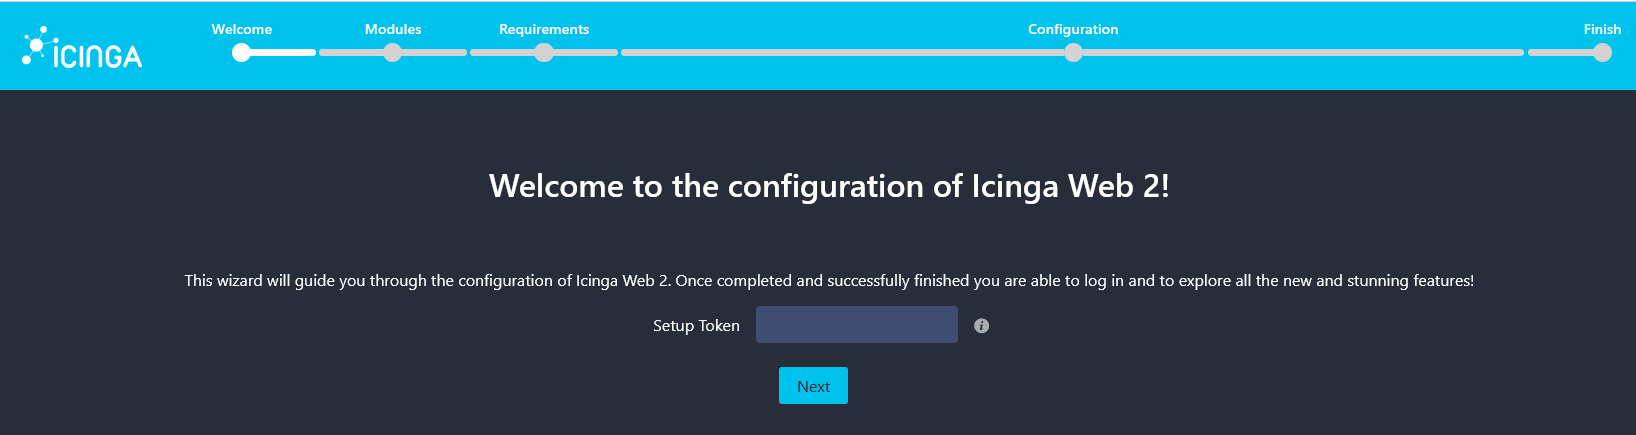 Welcome Modules Requirements Configuration Finish
ICINGA
Welcome to the configuration of Icinga Web 2!
This wizard will guide you through the configuration of Icinga Web 2. Once completed and successfully finished you are able to log in and to explore all the new and stunning features!
Setup Token
Next